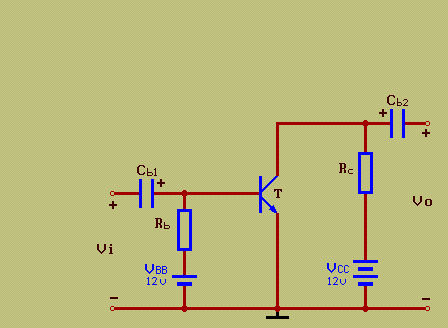 Cb2
+
+
Cb1
+
Rc
T
+
Vo
Rb
Vi
VBB
12v
VCC
12v
−
−